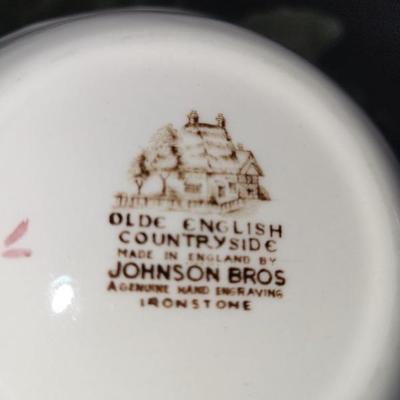 OLDE ENGLISH
COUNTRYSIDE
MADE IN ENGLAND BY
JOHNSON BROS
A GENUINE HAND ENGRAVING
IRONSTONE